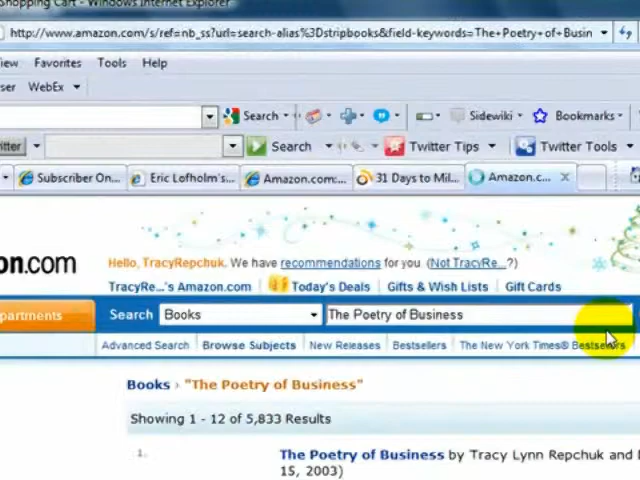 Shopping Cart - Windows Internet Explorer
http://www.amazon.com/s/ref=nb_ss?url=search-alias%3Dstripbooks&field-keywords=The+Poetry+of+Busin
iew Favorites Tools Help
ser WebEx
Search Sidewiki Bookmarks
itter Search Twitter Tips Twitter Tools
Subscriber On... Eric Lofholm's... Amazon.com:... 31 Days to Mil... Amazon.c... x
on.com Hello, TracyRepchuk. We have recommendations for you. (Not TracyRe...?)
TracyRe...'s Amazon.com Today's Deals Gifts & Wish Lists Gift Cards
partments Search Books The Poetry of Business
Advanced Search Browse Subjects New Releases Bestsellers The New York Times® Bestsellers
Books › "The Poetry of Business"
Showing 1 - 12 of 5,833 Results
1. The Poetry of Business by Tracy Lynn Repchuk and
15, 2003)